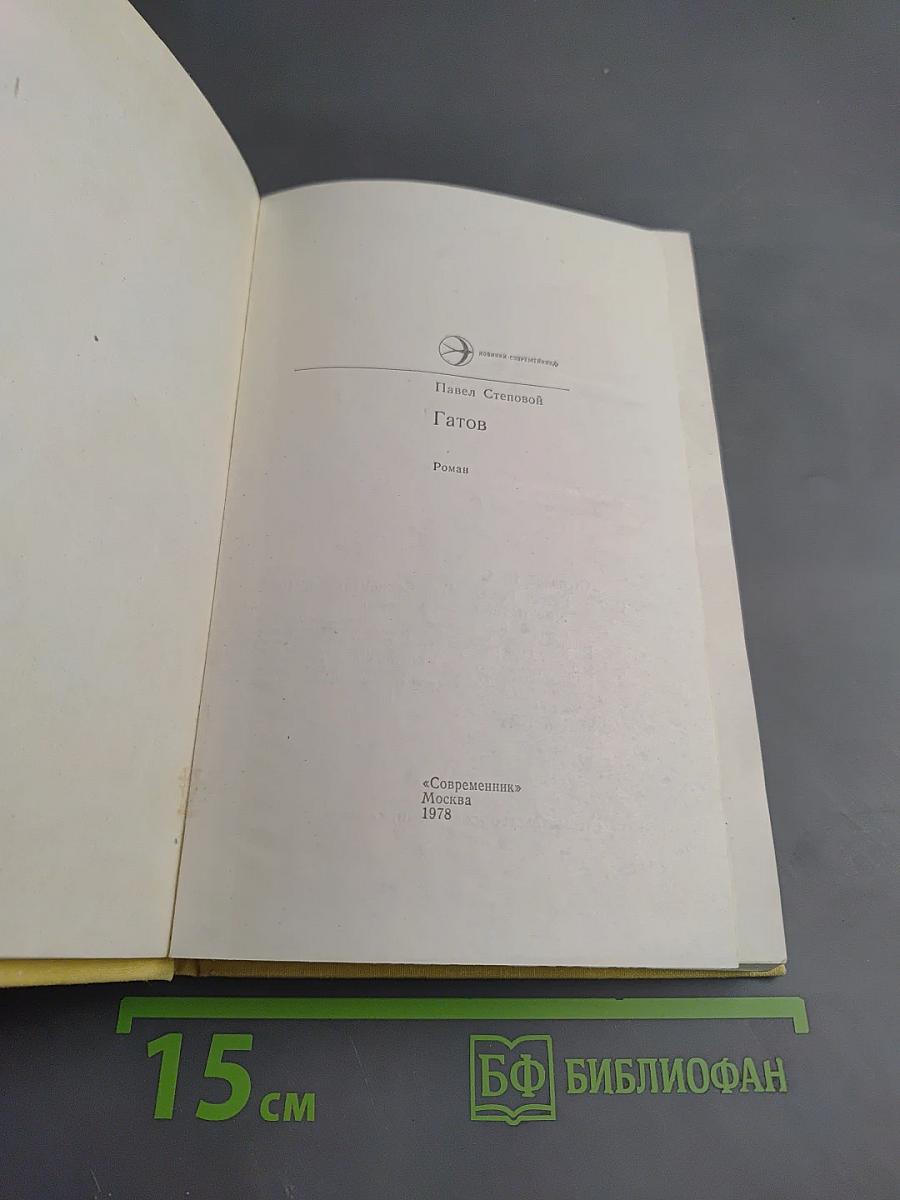 НОВИНКИ·СОВРЕМЕННИКА
Павел Степовой
Гатов
Роман
«Современник»
Москва
1978
15 см
БФ БИБЛИОФАН